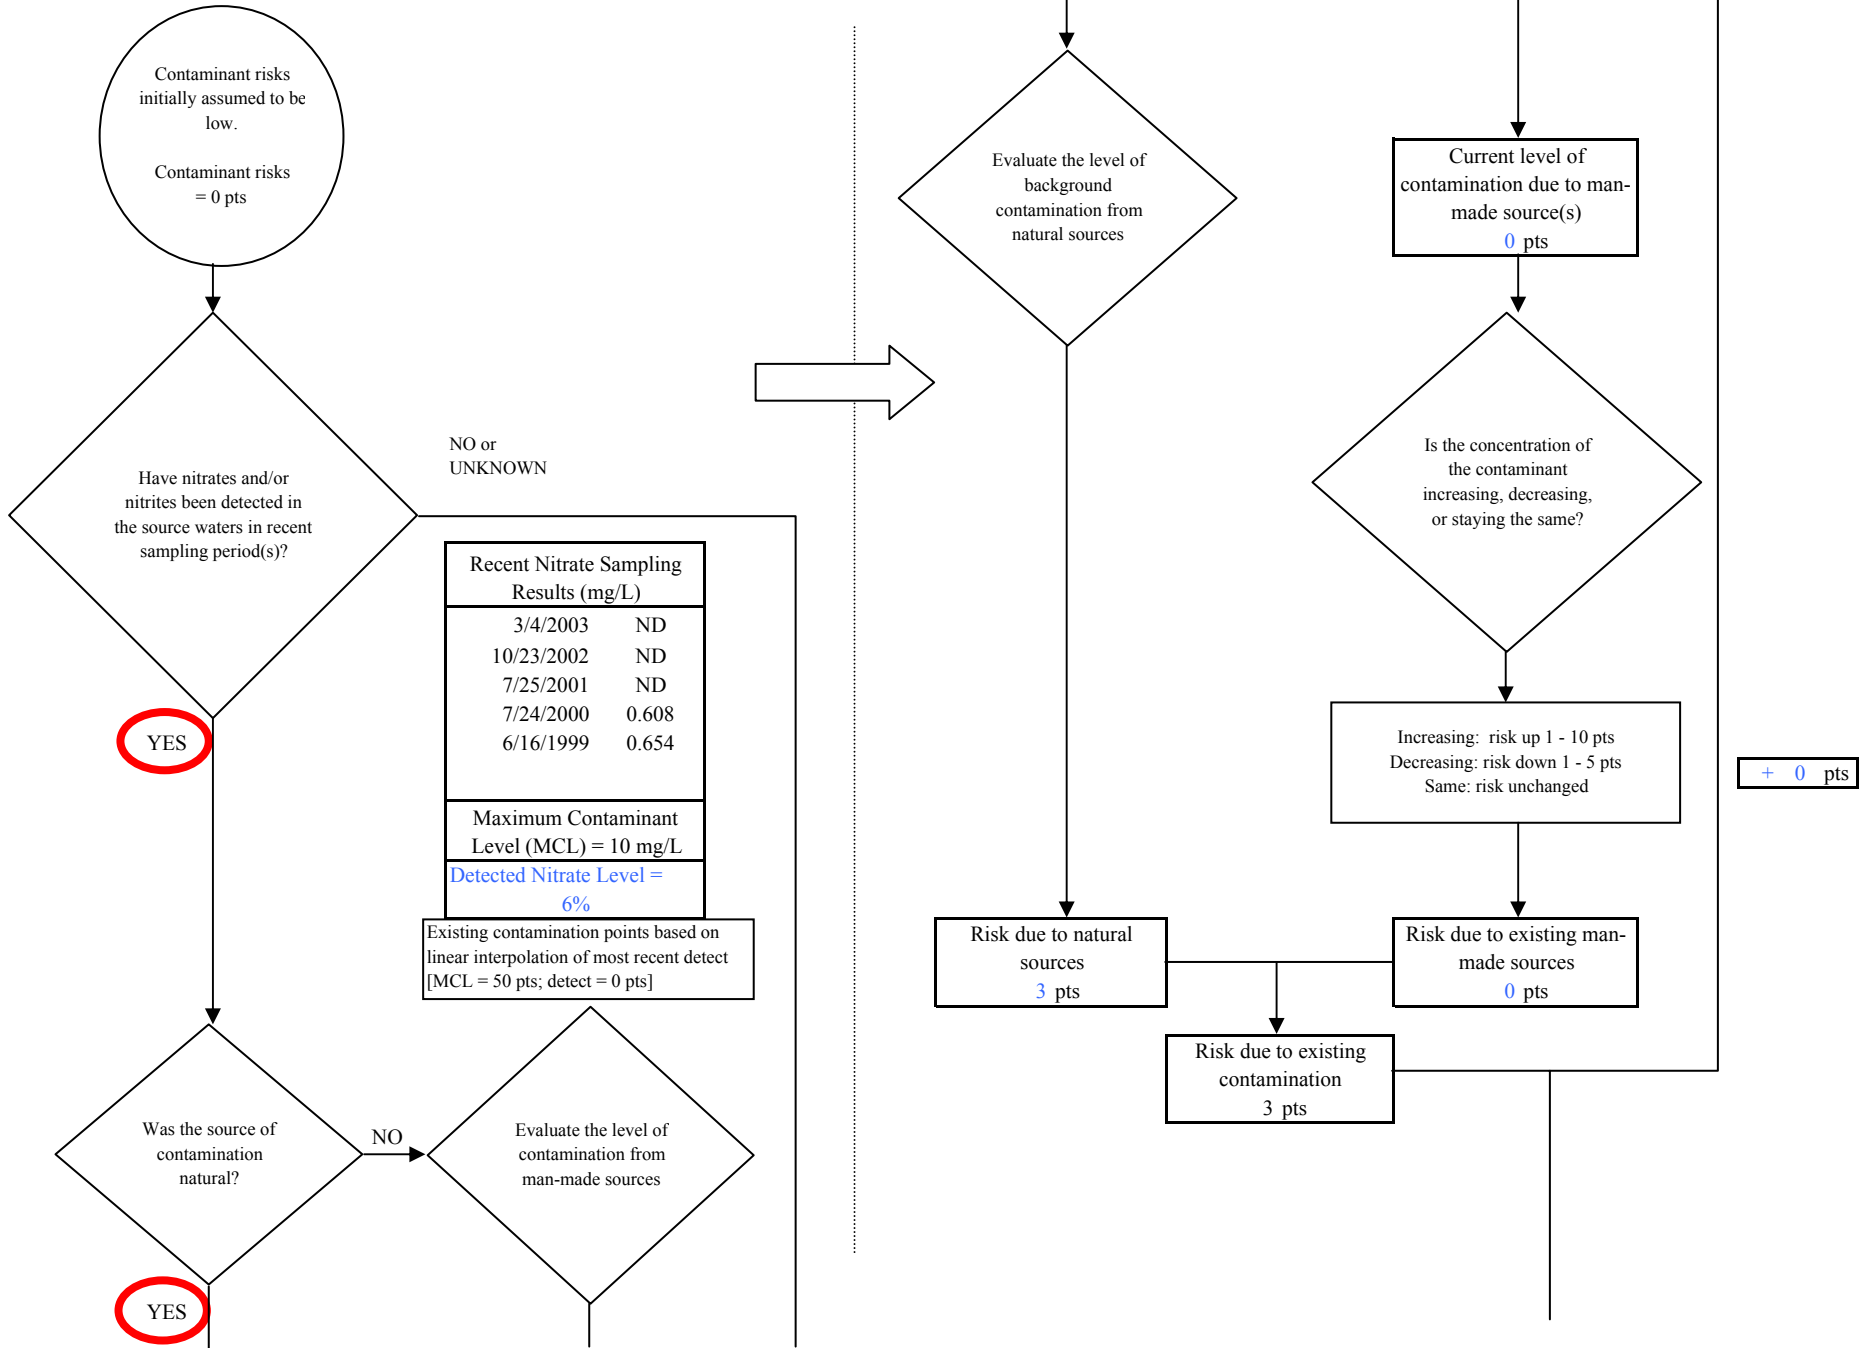 Contaminant risks
initially assumed to be
low.
Contaminant risks
= 0 pts
Have nitrates and/or
nitrites been detected in
the source waters in recent
sampling period(s)?
NO or
UNKNOWN
YES
Recent Nitrate Sampling
Results (mg/L)
3/4/2003 ND
10/23/2002 ND
7/25/2001 ND
7/24/2000 0.608
6/16/1999 0.654
Maximum Contaminant
Level (MCL) = 10 mg/L
Detected Nitrate Level =
6%
Existing contamination points based on
linear interpolation of most recent detect
[MCL = 50 pts; detect = 0 pts]
Was the source of
contamination
natural?
NO
Evaluate the level of
contamination from
man-made sources
YES
Evaluate the level of
background
contamination from
natural sources
Current level of
contamination due to man-
made source(s)
0 pts
Is the concentration of
the contaminant
increasing, decreasing,
or staying the same?
Increasing: risk up 1 - 10 pts
Decreasing: risk down 1 - 5 pts
Same: risk unchanged
+ 0 pts
Risk due to natural
sources
3 pts
Risk due to existing man-
made sources
0 pts
Risk due to existing
contamination
3 pts